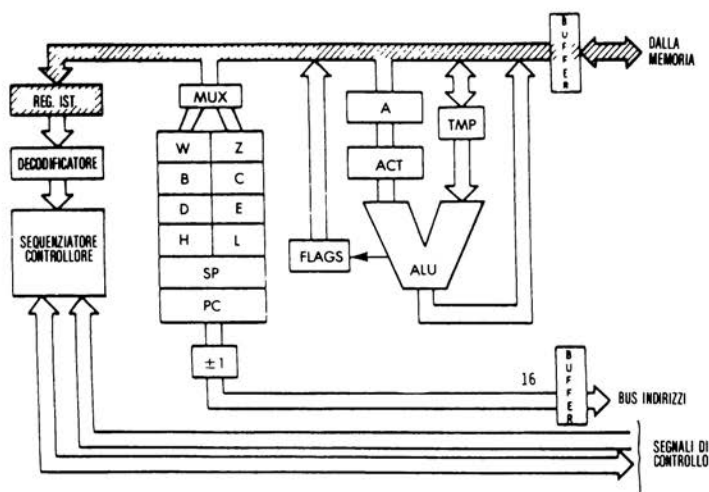 BUFFER
DALLA
MEMORIA
REG. IST.
MUX
A
TMP
DECODIFICATORE
W Z
ACT
B C
D E
SEQUENZIATORE
CONTROLLORE
H L
FLAGS
ALU
SP
PC
±1
16
BUFFER
BUS INDIRIZZI
SEGNALI DI
CONTROLLO